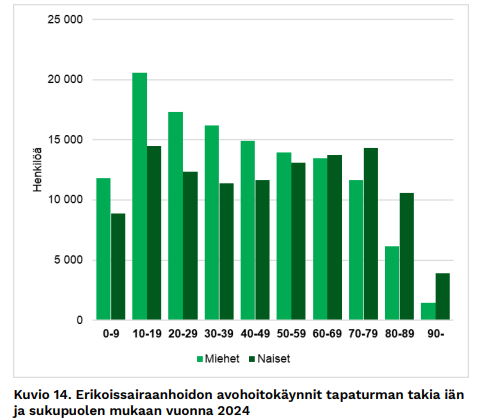 25 000
20 000
15 000
10 000
5 000
0
Henkilöä
0-9 10-19 20-29 30-39 40-49 50-59 60-69 70-79 80-89 90-
Miehet Naiset
Kuvio 14. Erikoissairaanhoidon avohoitokäynnit tapaturman takia iän
ja sukupuolen mukaan vuonna 2024